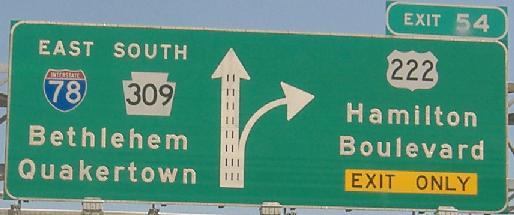 EXIT 54
EAST SOUTH
INTERSTATE
78
309
Bethlehem
Quakertown
222
Hamilton
Boulevard
EXIT ONLY